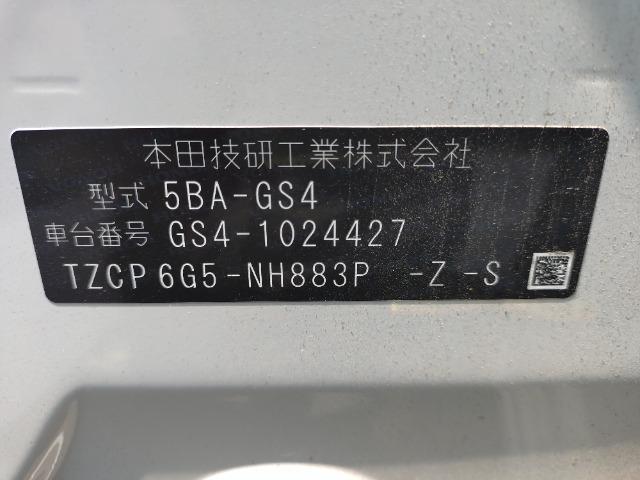 本田技研工業株式会社
型式 5BA-GS4
車台番号 GS4-1024427
TZCP 6G5-NH883P -Z -S